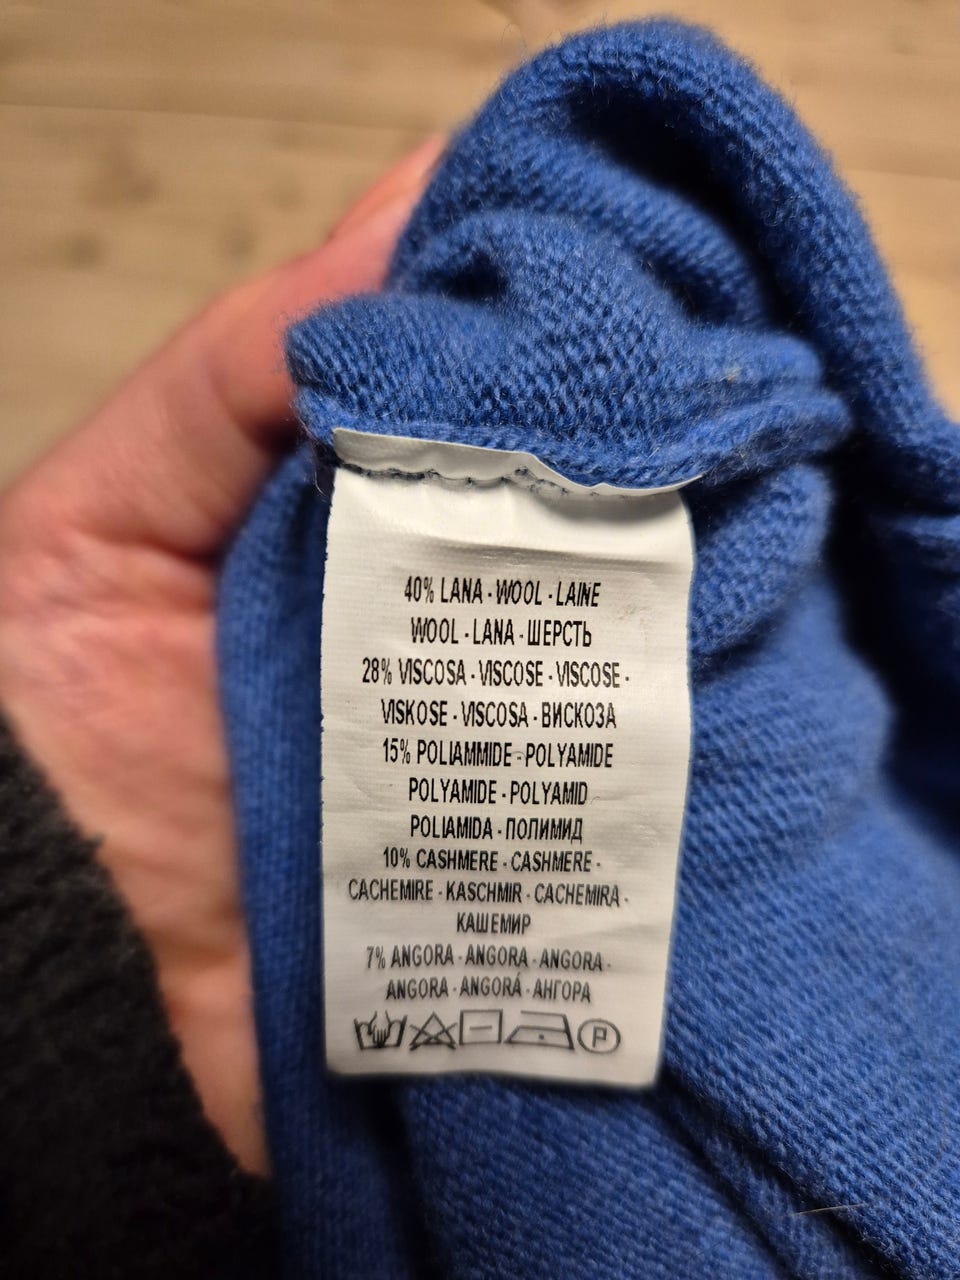 40% LANA - WOOL - LAINE
WOOL - LANA - ШЕРСТЬ
28% VISCOSA - VISCOSE - VISCOSE -
VISKOSE - VISCOSA - ВИСКОЗА
15% POLIAMMIDE - POLYAMIDE
POLYAMIDE - POLYAMID
POLIAMIDA - ПОЛИМИД
10% CASHMERE - CASHMERE -
CACHEMIRE - KASCHMIR - CACHEMIRA -
КАШЕМИР
7% ANGORA - ANGORA - ANGORA -
ANGORA - ANGORÁ - АНГОРА
P